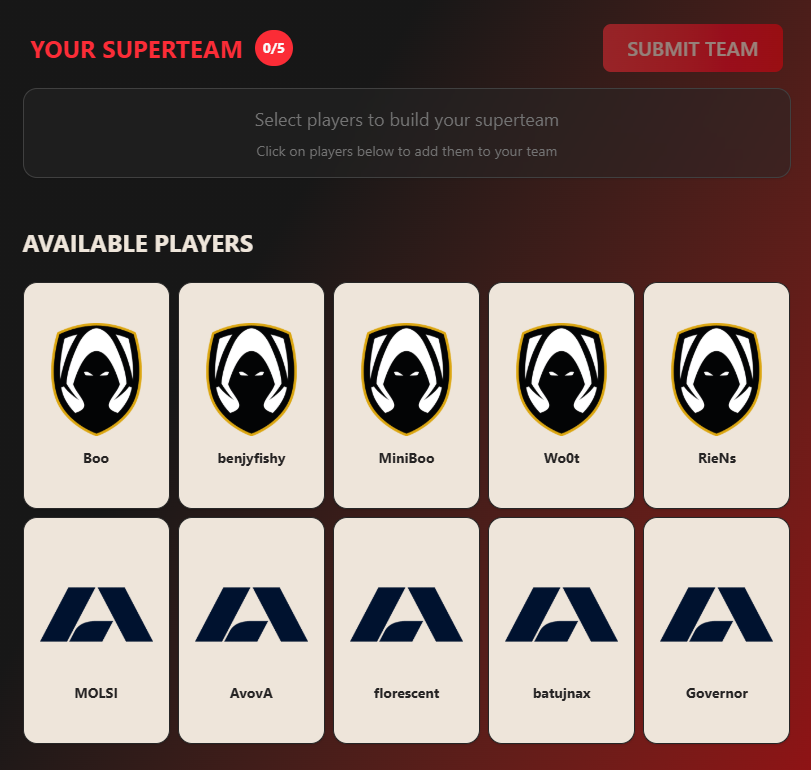 YOUR SUPERTEAM 0/5 SUBMIT TEAM
Select players to build your superteam
Click on players below to add them to your team
AVAILABLE PLAYERS
Boo benjyfishy MiniBoo Wo0t RieNs
MOLSI AvovA florescent batujnax Governor